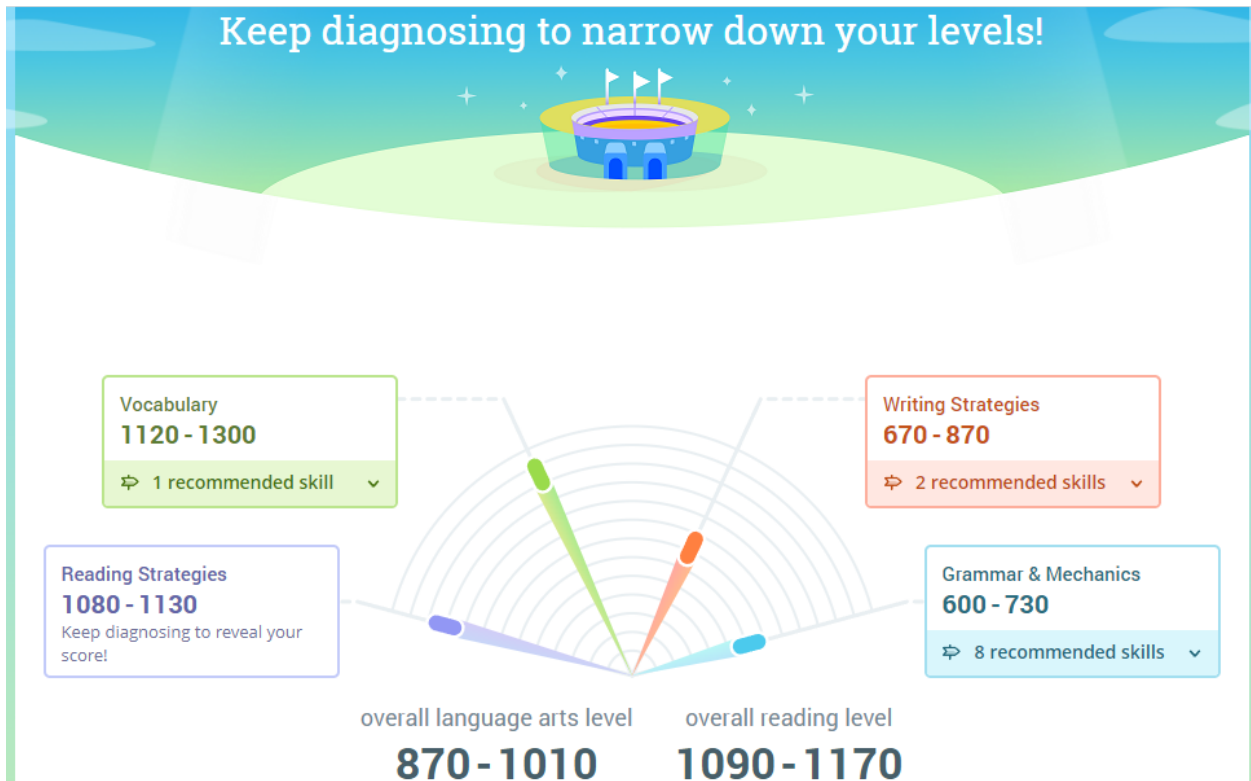 Keep diagnosing to narrow down your levels!
Vocabulary
1120 - 1300
1 recommended skill
Writing Strategies
670 - 870
2 recommended skills
Reading Strategies
1080 - 1130
Keep diagnosing to reveal your
score!
Grammar & Mechanics
600 - 730
8 recommended skills
overall language arts level
870 - 1010
overall reading level
1090 - 1170